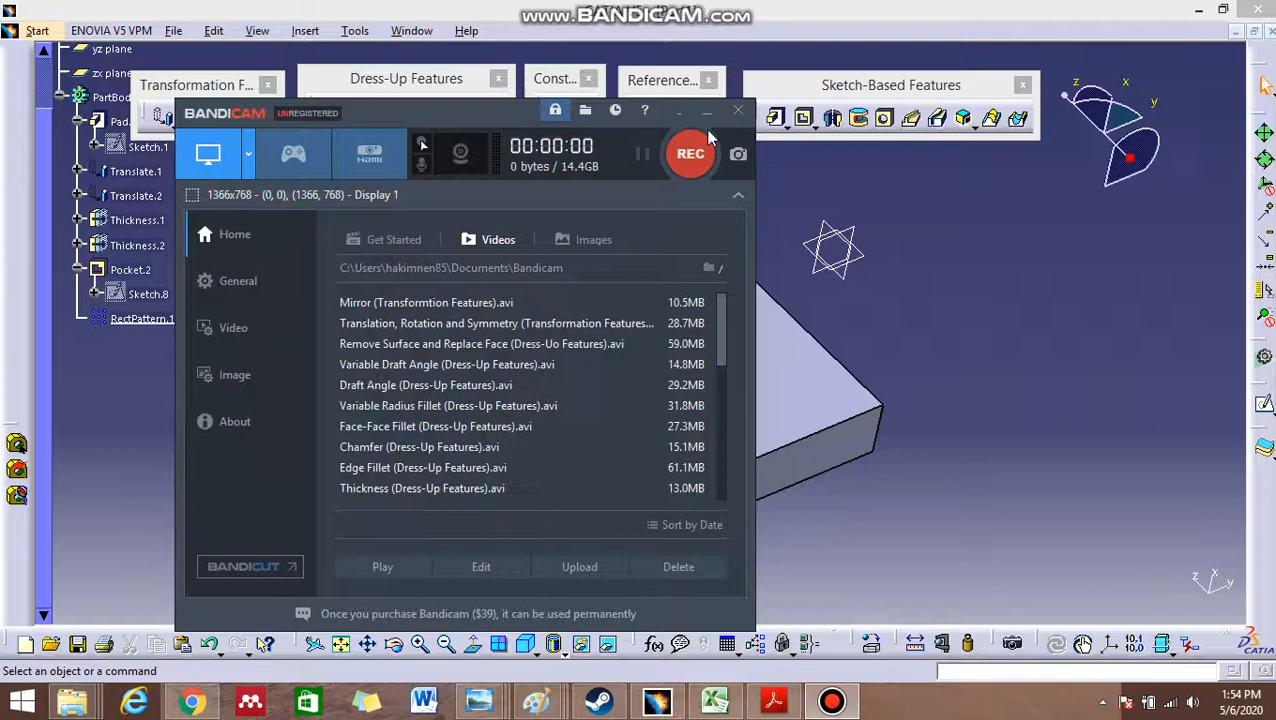 www.BANDICAM.com
Start ENOVIA V5 VPM File Edit View Insert Tools Window Help
yz plane
zx plane
PartBody
Pad.
Sketch.1
Translate.1
Translate.2
Thickness.1
Thickness.2
Pocket.2
Sketch.8
RectPattern.1
Transformation F... x
Dress-Up Features x
Const... x
Reference... x
Sketch-Based Features x
BANDICAM UNREGISTERED ?
HDMI
00:00:00
0 bytes / 14.4GB
REC
1366x768 - (0, 0), (1366, 768) - Display 1
Home
General
Video
Image
About
BANDICUT
Get Started Videos Images
C:\Users\hakimnen85\Documents\Bandicam
Mirror (Transformtion Features).avi 10.5MB
Translation, Rotation and Symmetry (Transformation Features... 28.7MB
Remove Surface and Replace Face (Dress-Uo Features).avi 59.0MB
Variable Draft Angle (Dress-Up Features).avi 14.8MB
Draft Angle (Dress-Up Features).avi 29.2MB
Variable Radius Fillet (Dress-Up Features).avi 31.8MB
Face-Face Fillet (Dress-Up Features).avi 27.3MB
Chamfer (Dress-Up Features).avi 15.1MB
Edge Fillet (Dress-Up Features).avi 61.1MB
Thickness (Dress-Up Features).avi 13.0MB
Sort by Date
Play Edit Upload Delete
Once you purchase Bandicam ($39), it can be used permanently
z x y
z x y
CATIA
Select an object or a command
1:54 PM
5/6/2020